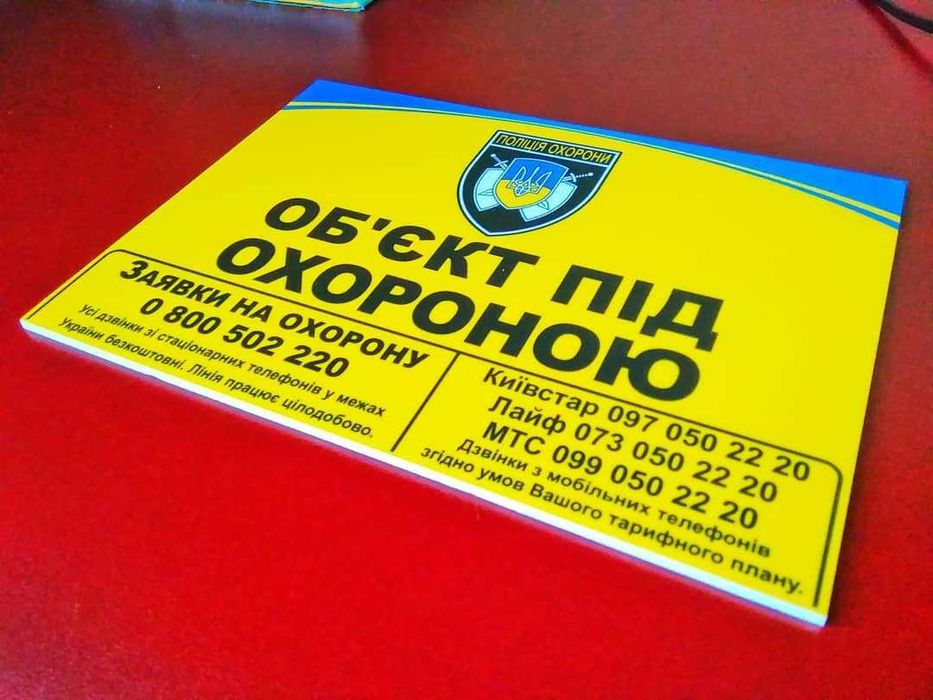 ПОЛІЦІЯ ОХОРОНИ
ОБ'ЄКТ ПІД
ОХОРОНОЮ
ЗАЯВКИ НА ОХОРОНУ
0 800 502 220
Усі дзвінки зі стаціонарних телефонів у межах
України безкоштовні. Лінія працює цілодобово.
Київстар 097 050 22 20
Лайф 073 050 22 20
МТС 099 050 22 20
Дзвінки з мобільних телефонів
згідно умов Вашого тарифного плану.